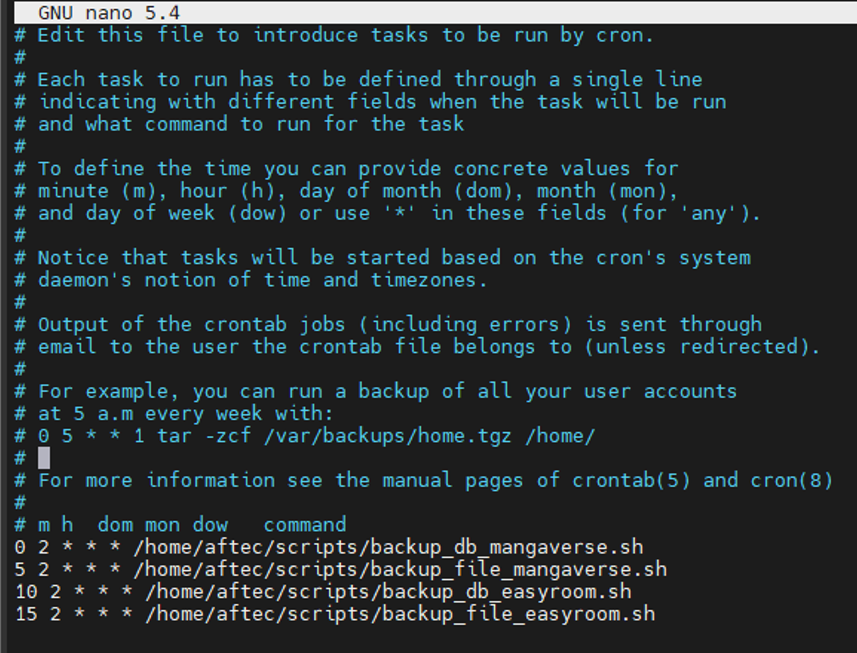 GNU nano 5.4
# Edit this file to introduce tasks to be run by cron.
#
# Each task to run has to be defined through a single line
# indicating with different fields when the task will be run
# and what command to run for the task
#
# To define the time you can provide concrete values for
# minute (m), hour (h), day of month (dom), month (mon),
# and day of week (dow) or use '*' in these fields (for 'any').
#
# Notice that tasks will be started based on the cron's system
# daemon's notion of time and timezones.
#
# Output of the crontab jobs (including errors) is sent through
# email to the user the crontab file belongs to (unless redirected).
#
# For example, you can run a backup of all your user accounts
# at 5 a.m every week with:
# 0 5 * * 1 tar -zcf /var/backups/home.tgz /home/
#
# For more information see the manual pages of crontab(5) and cron(8)
#
# m h  dom mon dow   command
0 2 * * * /home/aftec/scripts/backup_db_mangaverse.sh
5 2 * * * /home/aftec/scripts/backup_file_mangaverse.sh
10 2 * * * /home/aftec/scripts/backup_db_easyroom.sh
15 2 * * * /home/aftec/scripts/backup_file_easyroom.sh